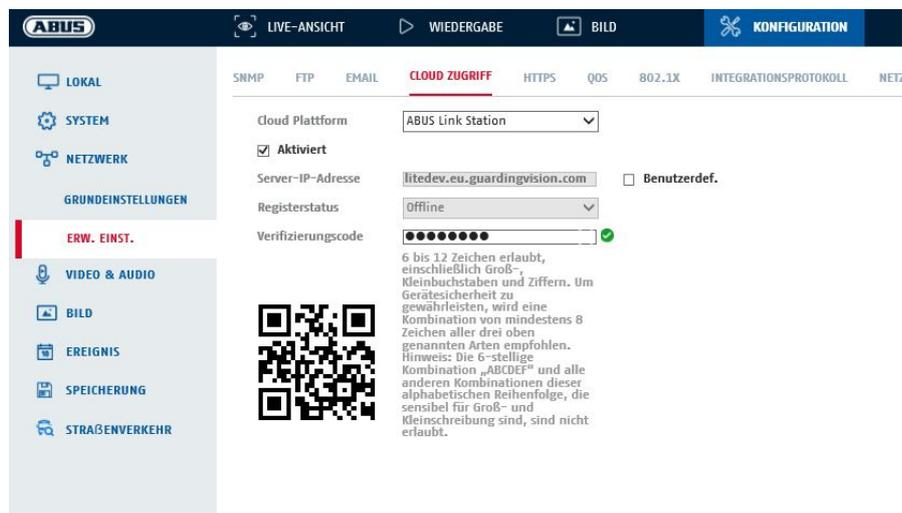 ABUS
LIVE-ANSICHT
WIEDERGABE
BILD
KONFIGURATION
LOKAL
SYSTEM
NETZWERK
GRUNDEINSTELLUNGEN
ERW. EINST.
VIDEO & AUDIO
BILD
EREIGNIS
SPEICHERUNG
STRAßENVERKEHR
SNMP
FTP
EMAIL
CLOUD ZUGRIFF
HTTPS
QOS
802.1X
INTEGRATIONSPROTOKOLL
Cloud Plattform
ABUS Link Station
Aktiviert
Server-IP-Adresse
litedev.eu.guardingvision.com
Benutzerdef.
Registerstatus
Offline
Verifizierungscode
6 bis 12 Zeichen erlaubt,
einschließlich Groß-,
Kleinbuchstaben und Ziffern. Um
Gerätesicherheit zu
gewährleisten, wird eine
Kombination von mindestens 8
Zeichen aller drei oben
genannten Arten empfohlen.
Hinweis: Die 6-stellige
Kombination „ABCDEF“ und alle
anderen Kombinationen dieser
alphabetischen Reihenfolge, die
sensibel für Groß- und
Kleinschreibung sind, sind nicht
erlaubt.